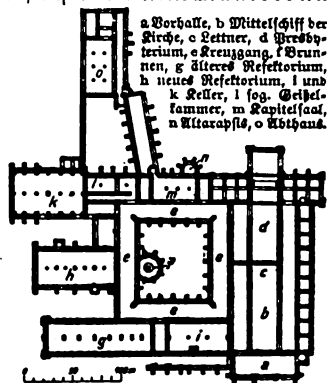 a Vorhalle, b Mittelschiff der
Kirche, c Lettner, d Presby-
terium, e Kreuzgang, f Brun-
nen, g älteres Refektorium,
h neues Refektorium, i und
k Keller, l sog. Geißel-
kammer, m Kapitelsaal,
n Altarapsis, o Abthaus.
o
n
l
m
k
e
d
e
e
h
c
b
e
g
i
a